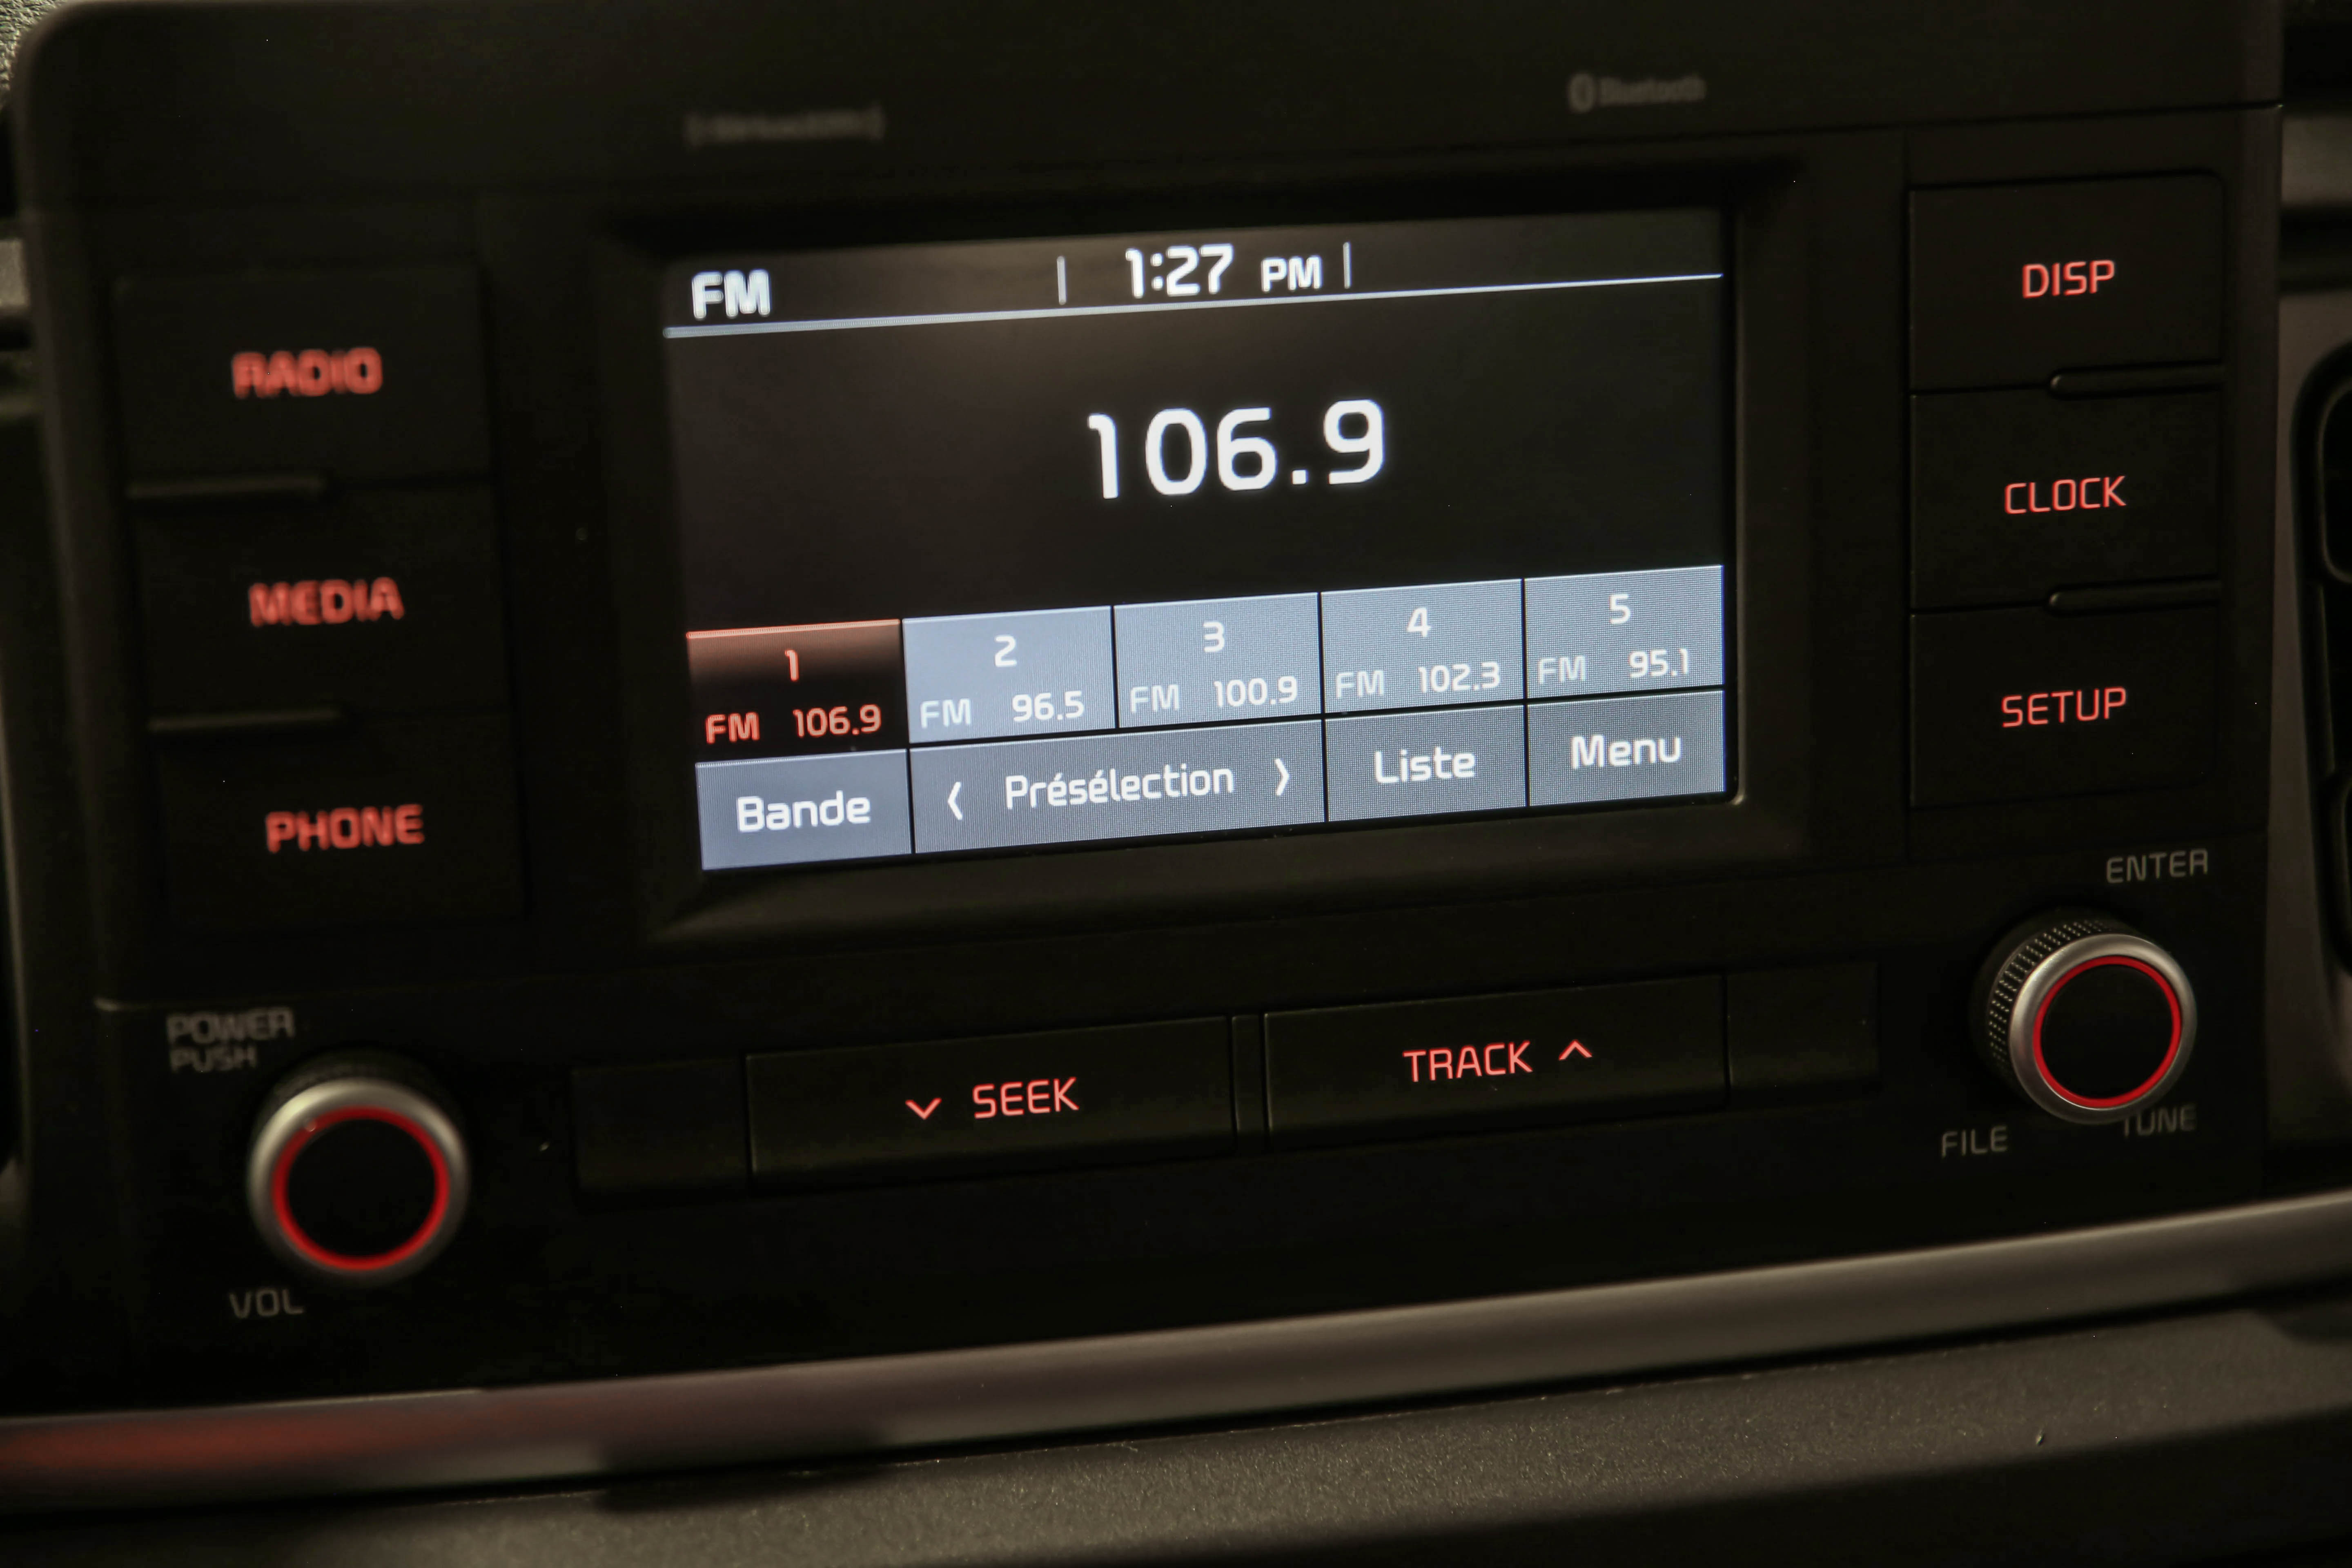 ((SiriusXM))
Bluetooth
FM 1:27 PM
106.9
1 2 3 4 5
FM 106.9 FM 96.5 FM 100.9 FM 102.3 FM 95.1
Bande 〈 Présélection 〉 Liste Menu
RADIO
MEDIA
PHONE
DISP
CLOCK
SETUP
POWER
PUSH
VOL
SEEK
TRACK
ENTER
FILE
TUNE